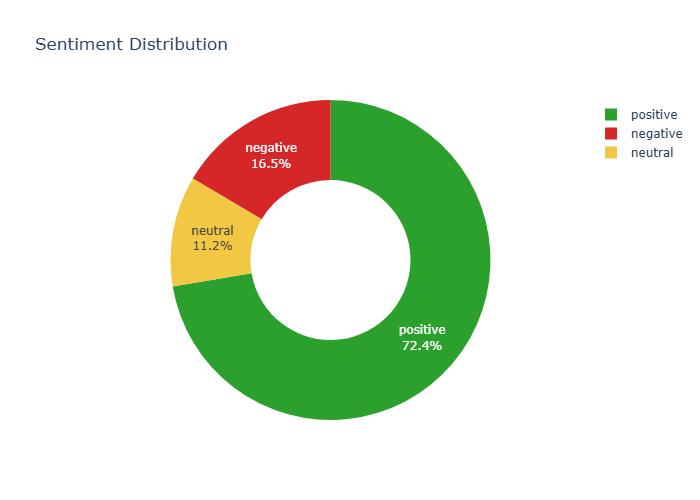 Sentiment Distribution
positive
negative
neutral
negative
16.5%
neutral
11.2%
positive
72.4%